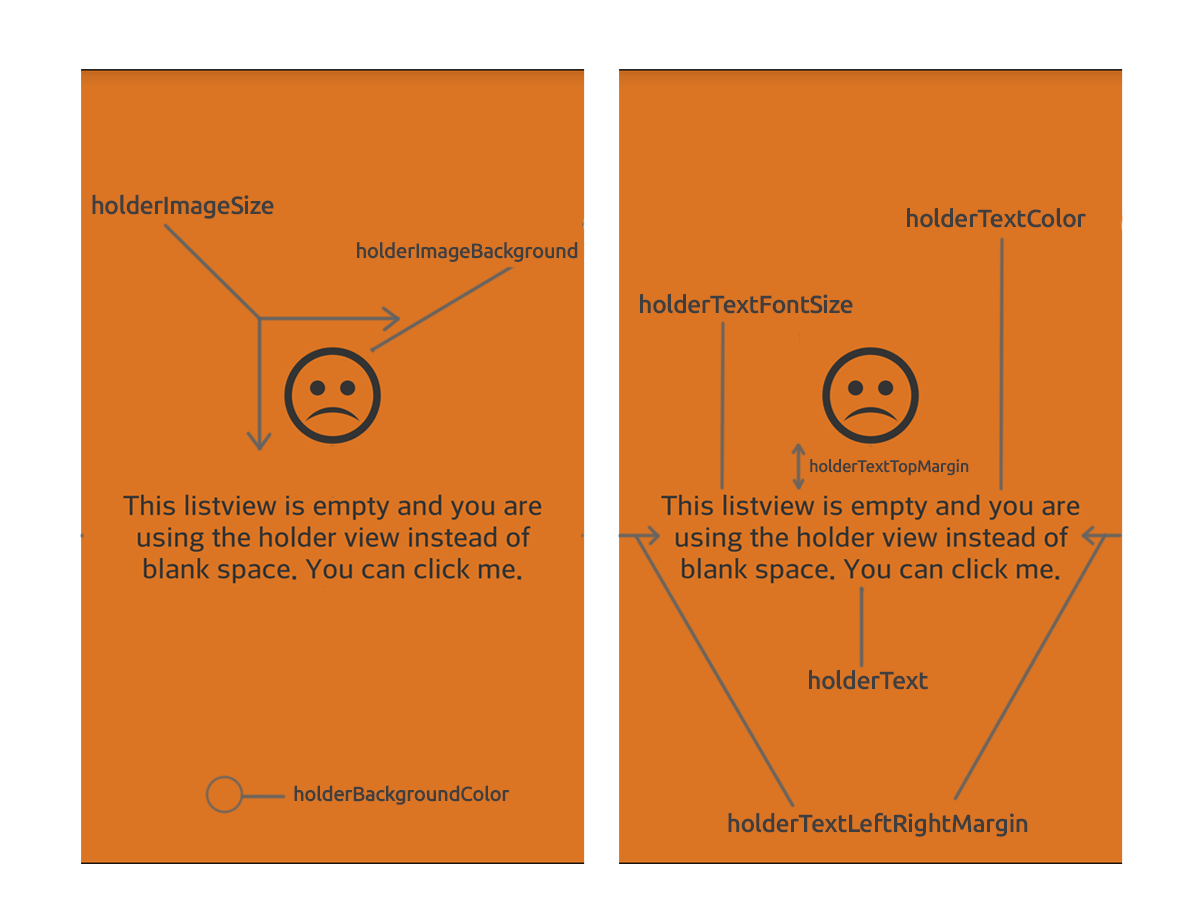 holderImageSize
holderImageBackground
This listview is empty and you are
using the holder view instead of
blank space. You can click me.
holderBackgroundColor
holderTextColor
holderTextFontSize
holderTextTopMargin
This listview is empty and you are
using the holder view instead of
blank space. You can click me.
holderText
holderTextLeftRightMargin